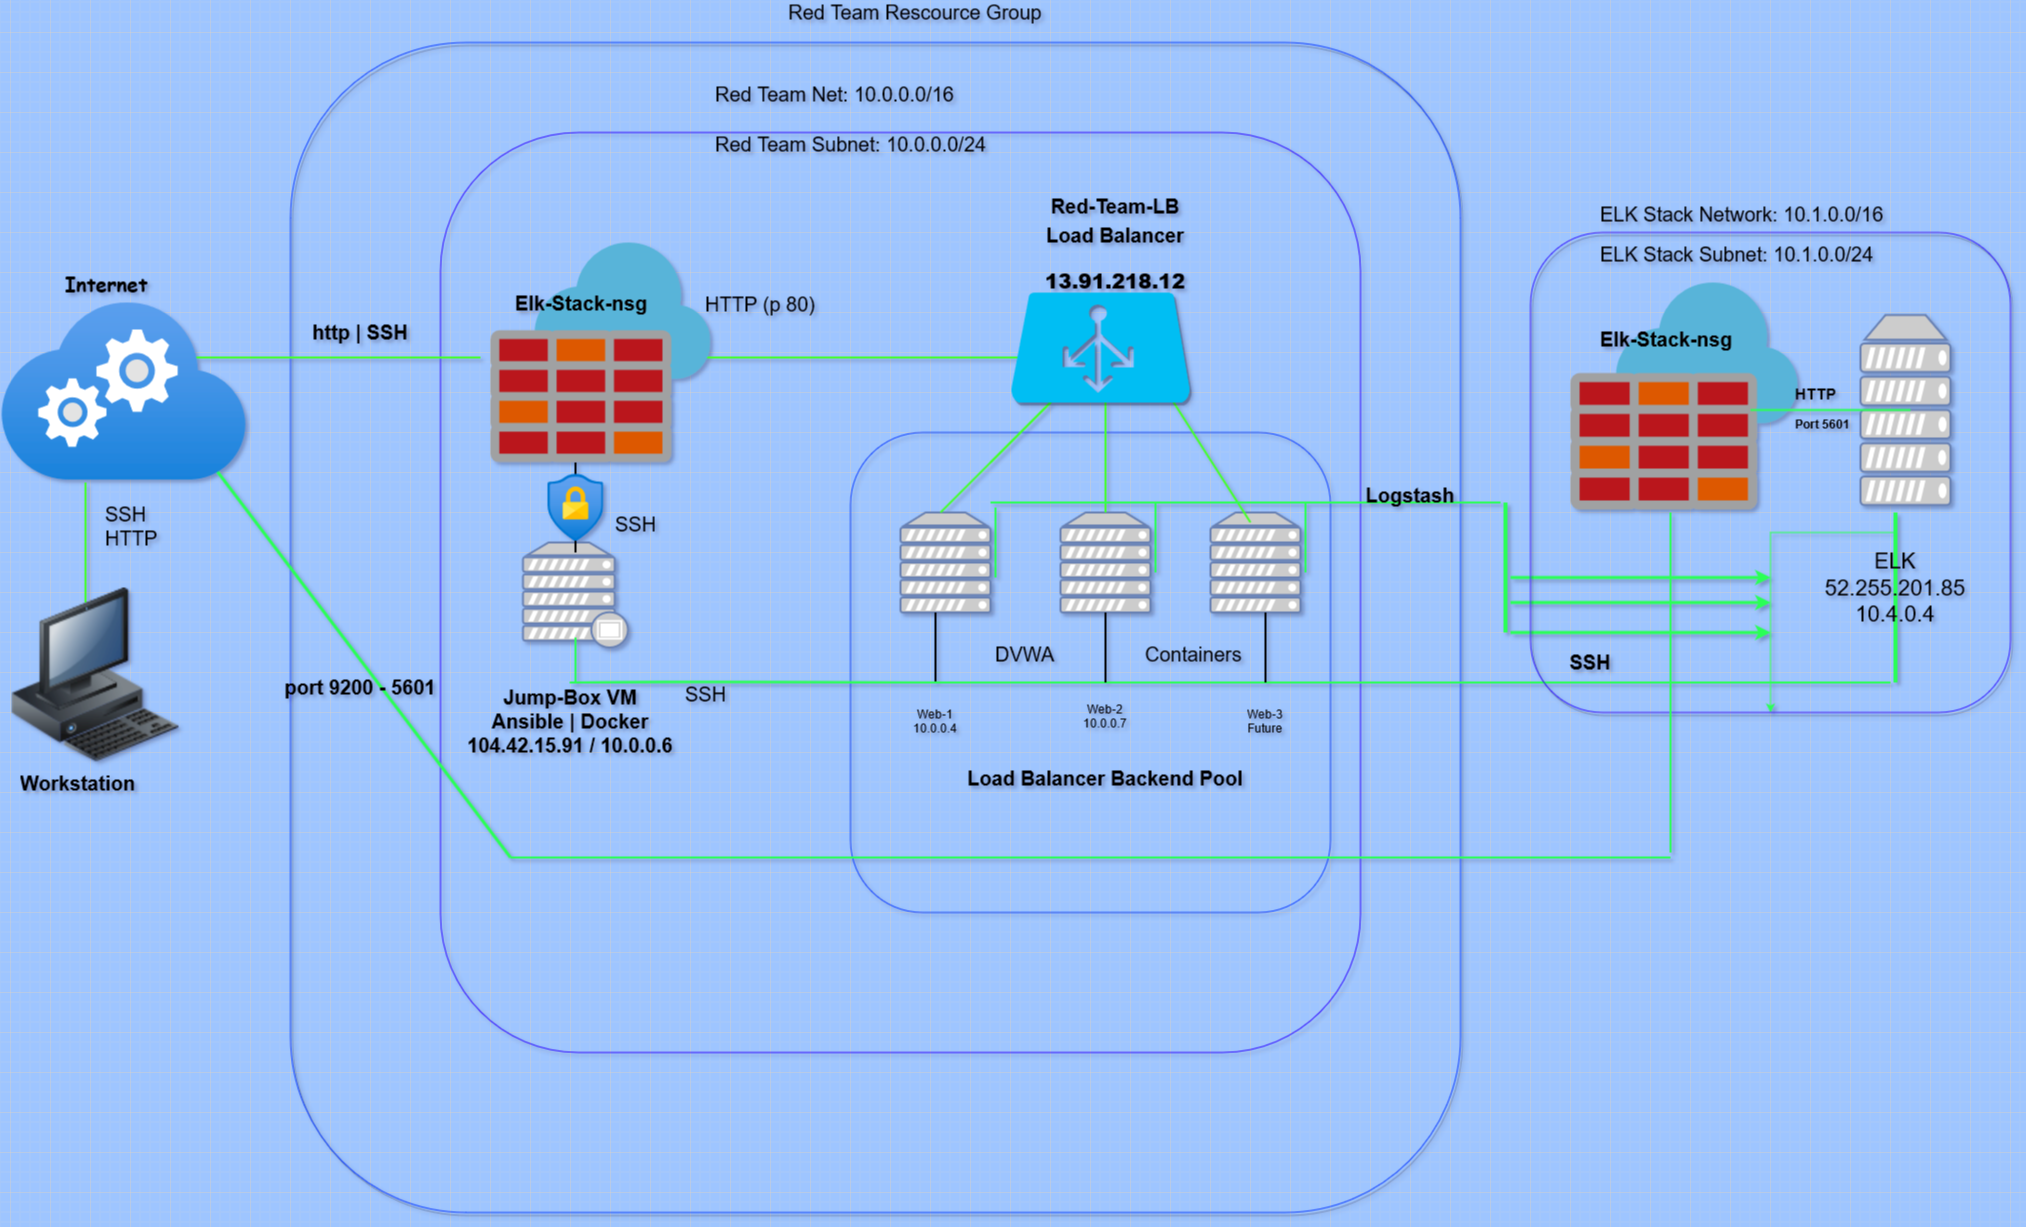 Red Team Rescource Group
Red Team Net: 10.0.0.0/16
Red Team Subnet: 10.0.0.0/24
Internet
http | SSH
SSH
HTTP
Workstation
port 9200 - 5601
Elk-Stack-nsg
HTTP (p 80)
SSH
Jump-Box VM
Ansible | Docker
104.42.15.91 / 10.0.0.6
SSH
Red-Team-LB
Load Balancer
13.91.218.12
DVWA
Containers
Web-1
10.0.0.4
Web-2
10.0.0.7
Web-3
Future
Load Balancer Backend Pool
Logstash
ELK Stack Network: 10.1.0.0/16
ELK Stack Subnet: 10.1.0.0/24
Elk-Stack-nsg
HTTP
Port 5601
ELK
52.255.201.85
10.4.0.4
SSH